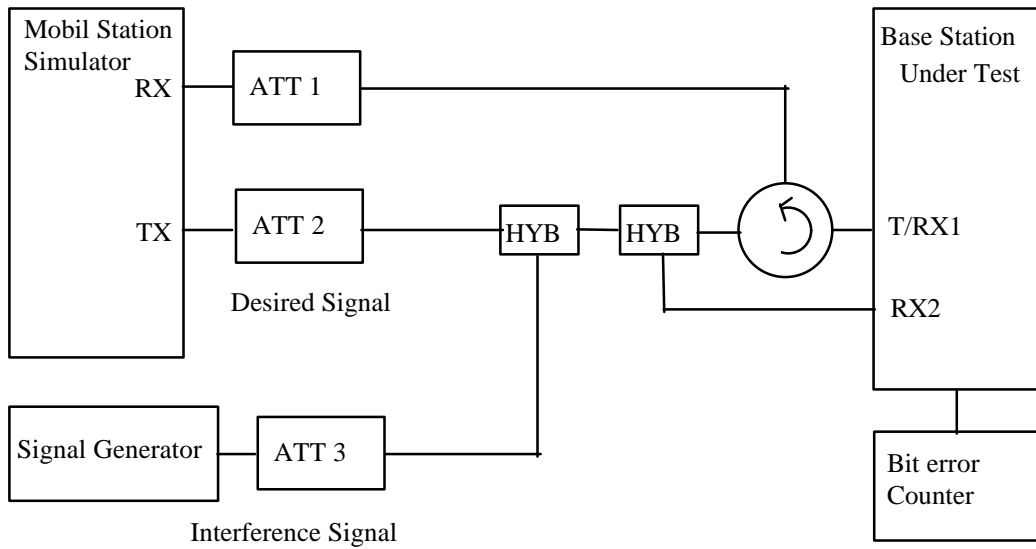 Mobil Station
Simulator
RX
ATT 1
Base Station
Under Test
TX
ATT 2
HYB
HYB
T/RX1
Desired Signal
RX2
Signal Generator
ATT 3
Bit error
Counter
Interference Signal